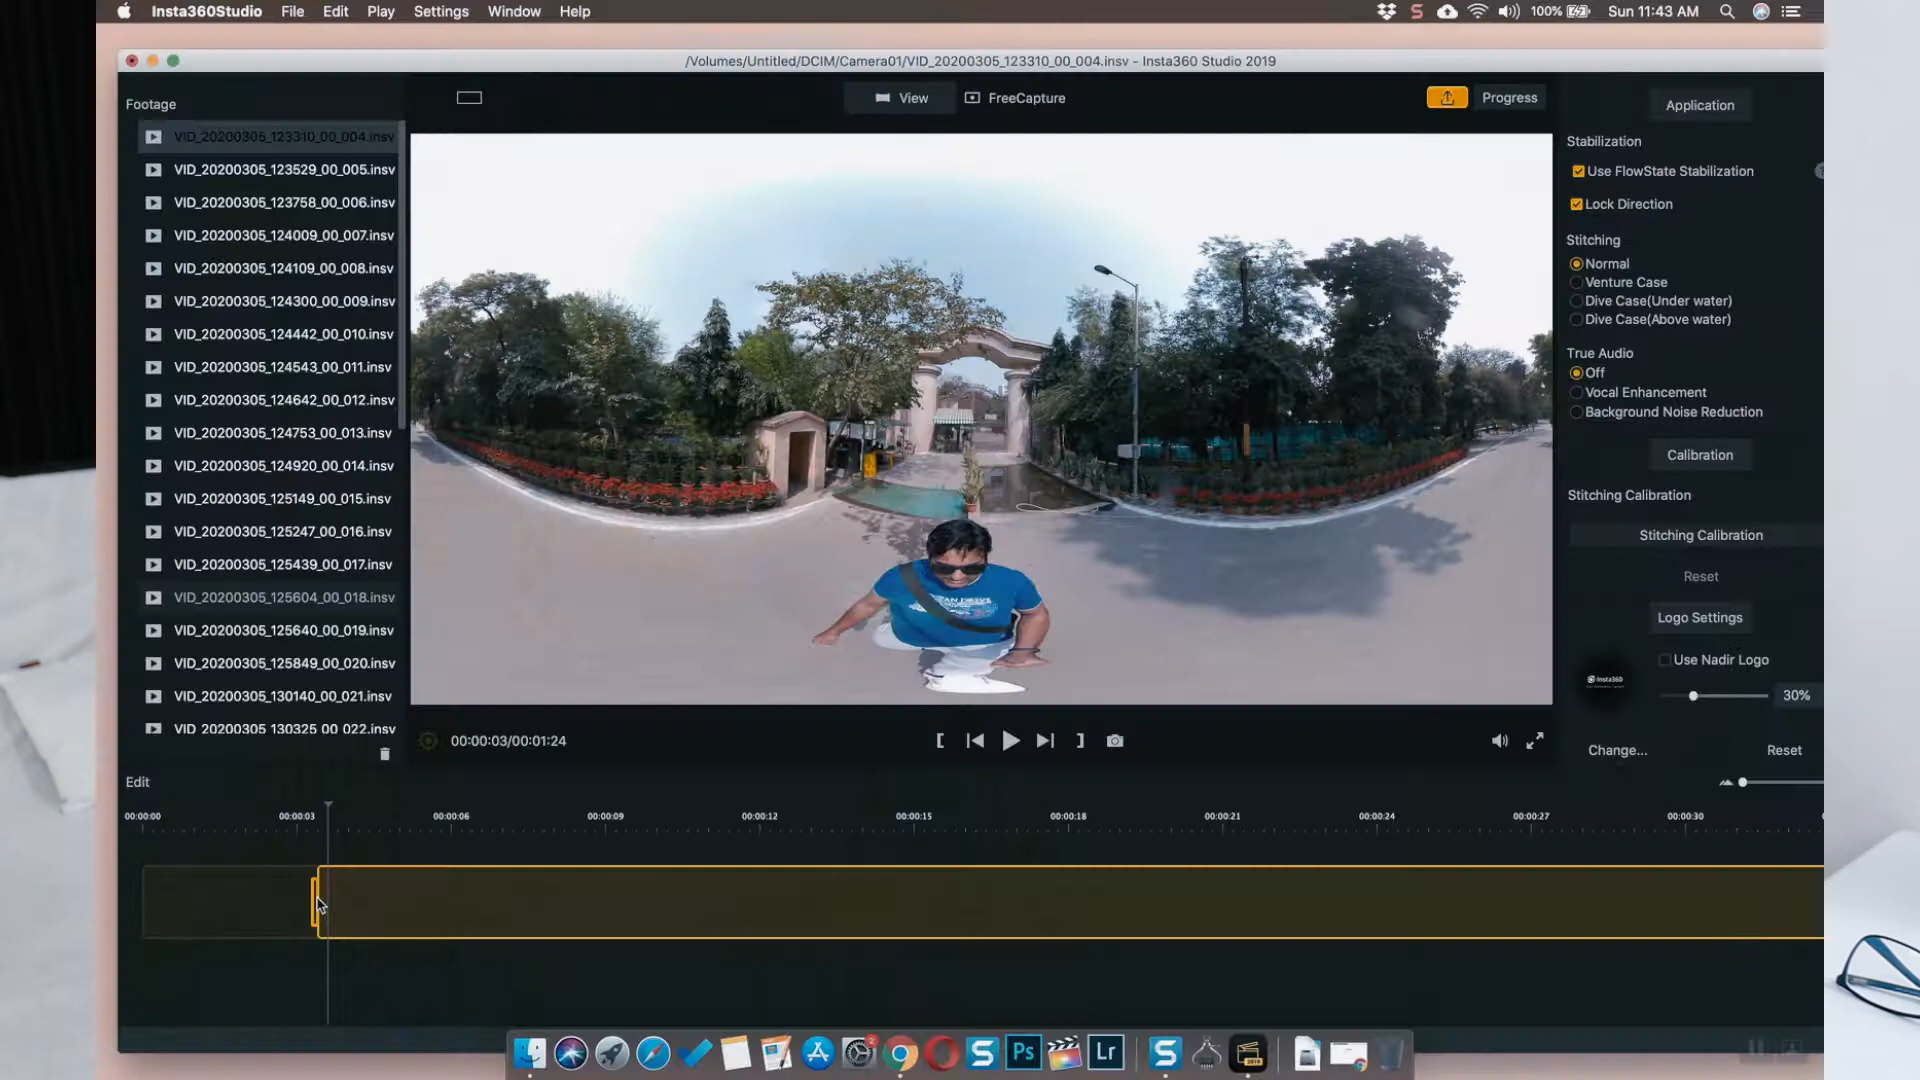 Insta360Studio File Edit Play Settings Window Help 100% Sun 11:43 AM
/Volumes/Untitled/DCIM/Camera01/VID_20200305_123310_00_004.insv - Insta360 Studio 2019
Footage
View
FreeCapture
Progress
VID_20200305_123310_00_004.insv
VID_20200305_123529_00_005.insv
VID_20200305_123758_00_006.insv
VID_20200305_124009_00_007.insv
VID_20200305_124109_00_008.insv
VID_20200305_124300_00_009.insv
VID_20200305_124442_00_010.insv
VID_20200305_124543_00_011.insv
VID_20200305_124642_00_012.insv
VID_20200305_124753_00_013.insv
VID_20200305_124920_00_014.insv
VID_20200305_125149_00_015.insv
VID_20200305_125247_00_016.insv
VID_20200305_125439_00_017.insv
VID_20200305_125604_00_018.insv
VID_20200305_125640_00_019.insv
VID_20200305_125849_00_020.insv
VID_20200305_130140_00_021.insv
VID_20200305_130325_00_022.insv
Application
Stabilization
Use FlowState Stabilization
Lock Direction
Stitching
Normal
Venture Case
Dive Case(Under water)
Dive Case(Above water)
True Audio
Off
Vocal Enhancement
Background Noise Reduction
Calibration
Stitching Calibration
Stitching Calibration
Reset
Logo Settings
Use Nadir Logo
Insta360
30%
Change...
Reset
00:00:03/00:01:24
Edit
00:00:00 00:00:03 00:00:06 00:00:09 00:00:12 00:00:15 00:00:18 00:00:21 00:00:24 00:00:27 00:00:30
2
Ps
Lr
2019